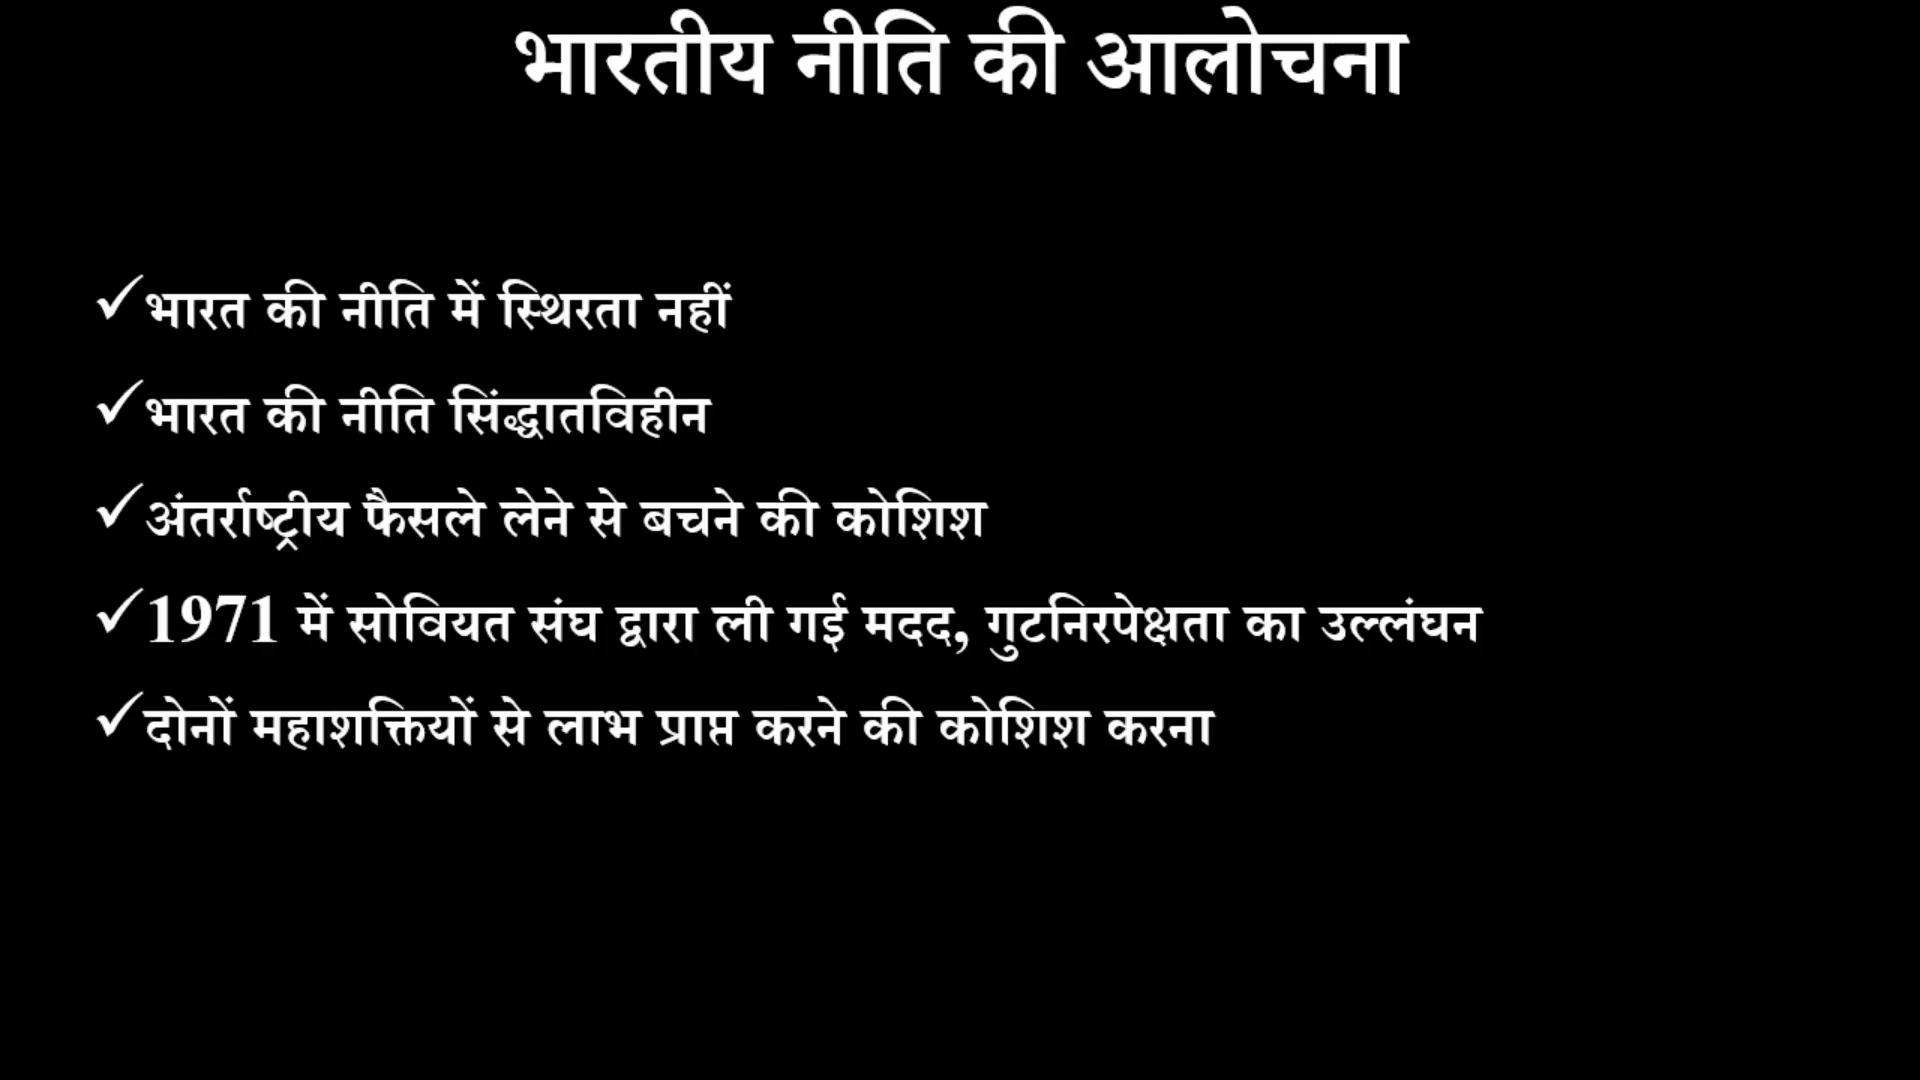 भारतीय नीति की आलोचना
✓भारत की नीति में स्थिरता नहीं
✓भारत की नीति सिंद्धातविहीन
✓अंतर्राष्ट्रीय फैसले लेने से बचने की कोशिश
✓1971 में सोवियत संघ द्वारा ली गई मदद, गुटनिरपेक्षता का उल्लंघन
✓दोनों महाशक्तियों से लाभ प्राप्त करने की कोशिश करना